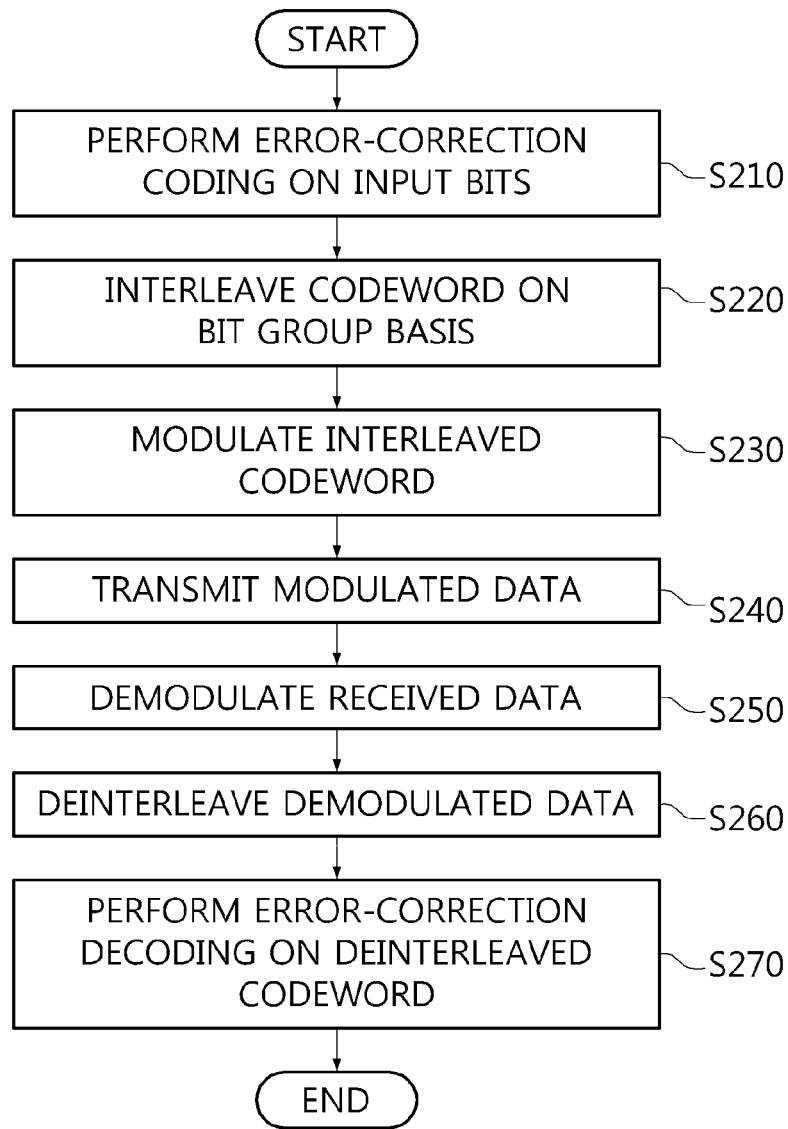 START
PERFORM ERROR-CORRECTION
CODING ON INPUT BITS
S210
INTERLEAVE CODEWORD ON
BIT GROUP BASIS
S220
MODULATE INTERLEAVED
CODEWORD
S230
TRANSMIT MODULATED DATA
S240
DEMODULATE RECEIVED DATA
S250
DEINTERLEAVE DEMODULATED DATA
S260
PERFORM ERROR-CORRECTION
DECODING ON DEINTERLEAVED
CODEWORD
S270
END